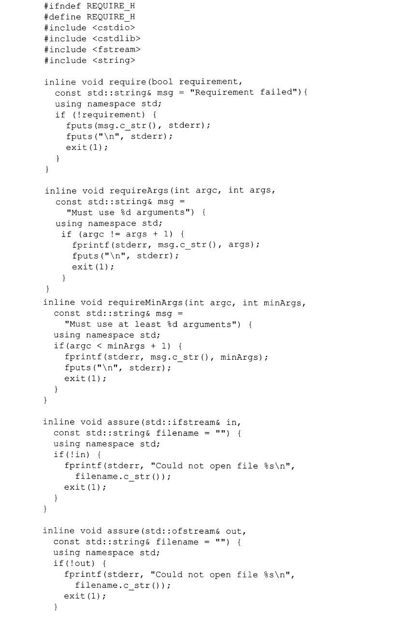 #ifndef REQUIRE_H
#define REQUIRE_H
#include <cstdio>
#include <cstdlib>
#include <fstream>
#include <string>
inline void require(bool requirement,
const std::string& msg = "Requirement failed"){
using namespace std;
if (!requirement) {
fputs(msg.c_str(), stderr);
fputs("\n", stderr);
exit(1);
}
}
inline void requireArgs(int argc, int args,
const std::string& msg =
"Must use %d arguments") {
using namespace std;
if (argc != args + 1) {
fprintf(stderr, msg.c_str(), args);
fputs("\n", stderr);
exit(1);
}
}
inline void requireMinArgs(int argc, int minArgs,
const std::string& msg =
"Must use at least %d arguments") {
using namespace std;
if(argc < minArgs + 1) {
fprintf(stderr, msg.c_str(), minArgs);
fputs("\n", stderr);
exit(1);
}
}
inline void assure(std::ifstream& in,
const std::string& filename = "") {
using namespace std;
if(!in) {
fprintf(stderr, "Could not open file %s\n",
filename.c_str());
exit(1);
}
}
inline void assure(std::ofstream& out,
const std::string& filename = "") {
using namespace std;
if(!out) {
fprintf(stderr, "Could not open file %s\n",
filename.c_str());
exit(1);
}